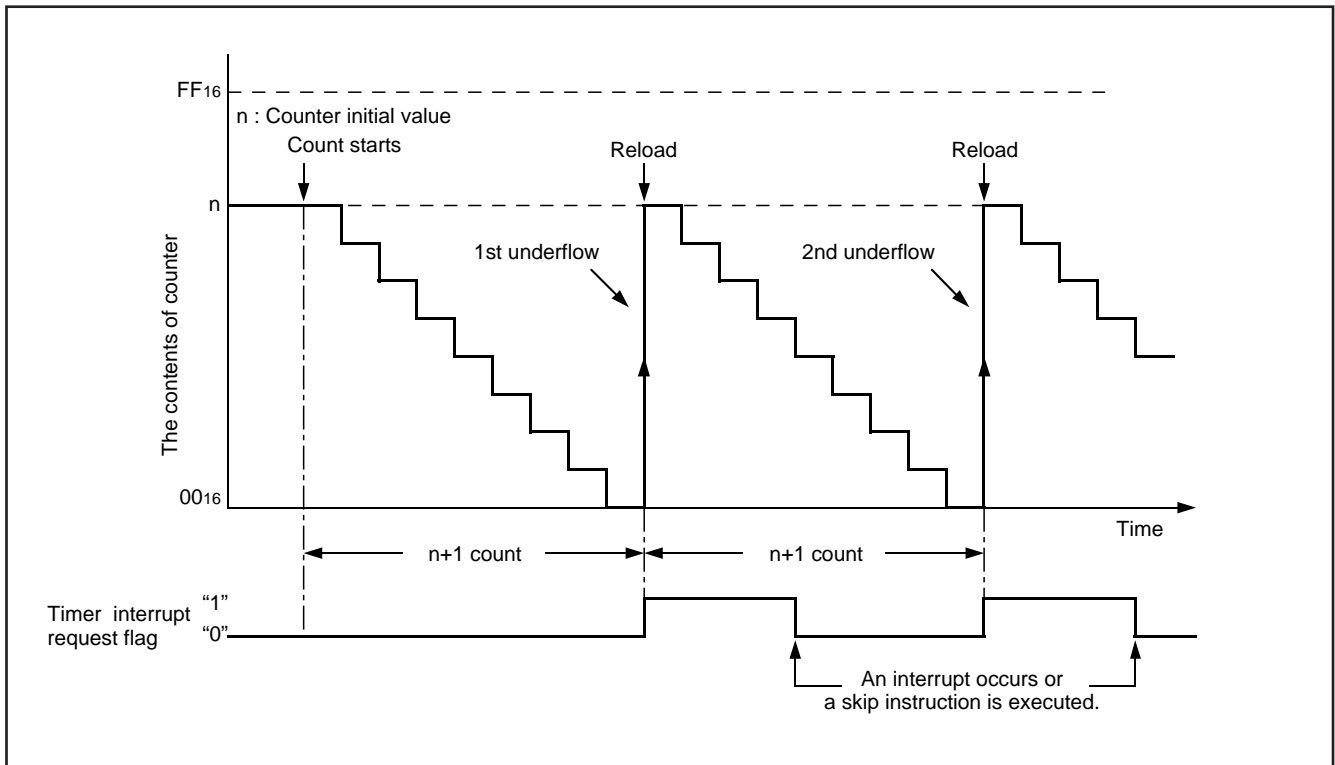 FF16
n : Counter initial value
Count starts
Reload
Reload
n
The contents of counter
1st underflow
2nd underflow
0016
Time
n+1 count
n+1 count
Timer interrupt
request flag
“1”
“0”
An interrupt occurs or
a skip instruction is executed.